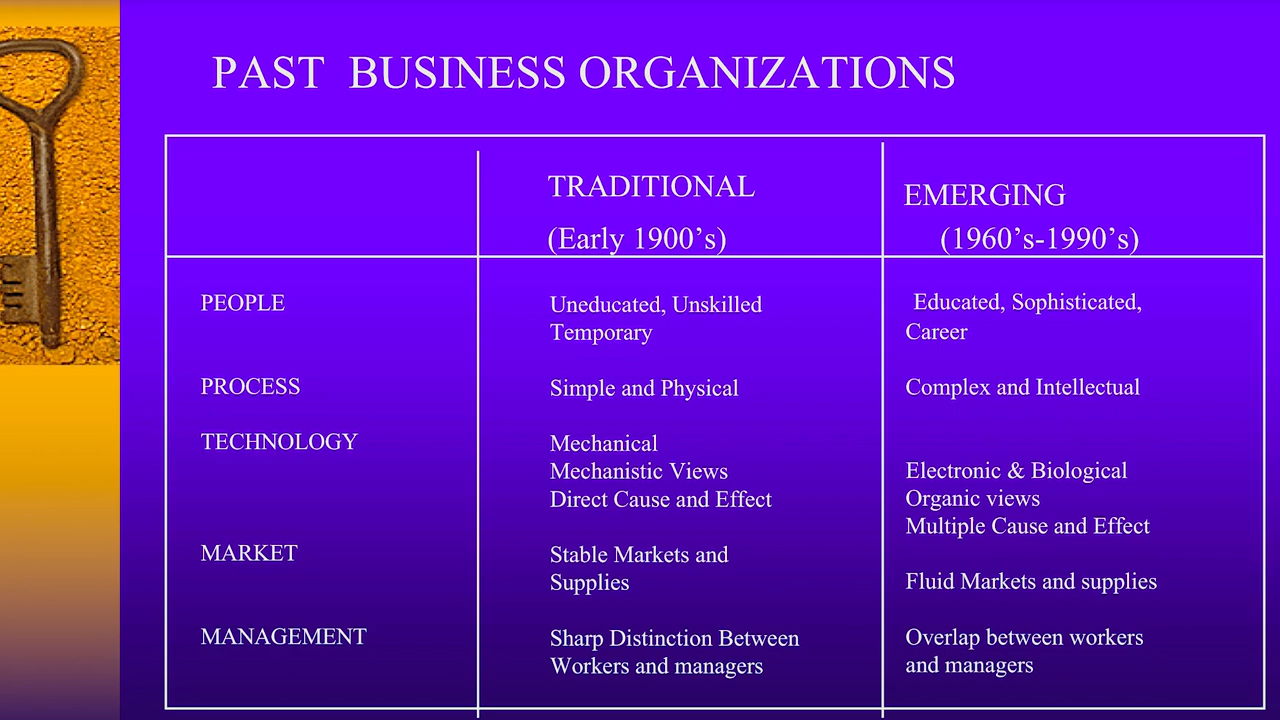 PAST BUSINESS ORGANIZATIONS
TRADITIONAL
(Early 1900’s)
EMERGING
(1960’s-1990’s)
PEOPLE
Uneducated, Unskilled
Temporary
Educated, Sophisticated,
Career
PROCESS
Simple and Physical
Complex and Intellectual
TECHNOLOGY
Mechanical
Mechanistic Views
Direct Cause and Effect
Electronic & Biological
Organic views
Multiple Cause and Effect
MARKET
Stable Markets and
Supplies
Fluid Markets and supplies
MANAGEMENT
Sharp Distinction Between
Workers and managers
Overlap between workers
and managers